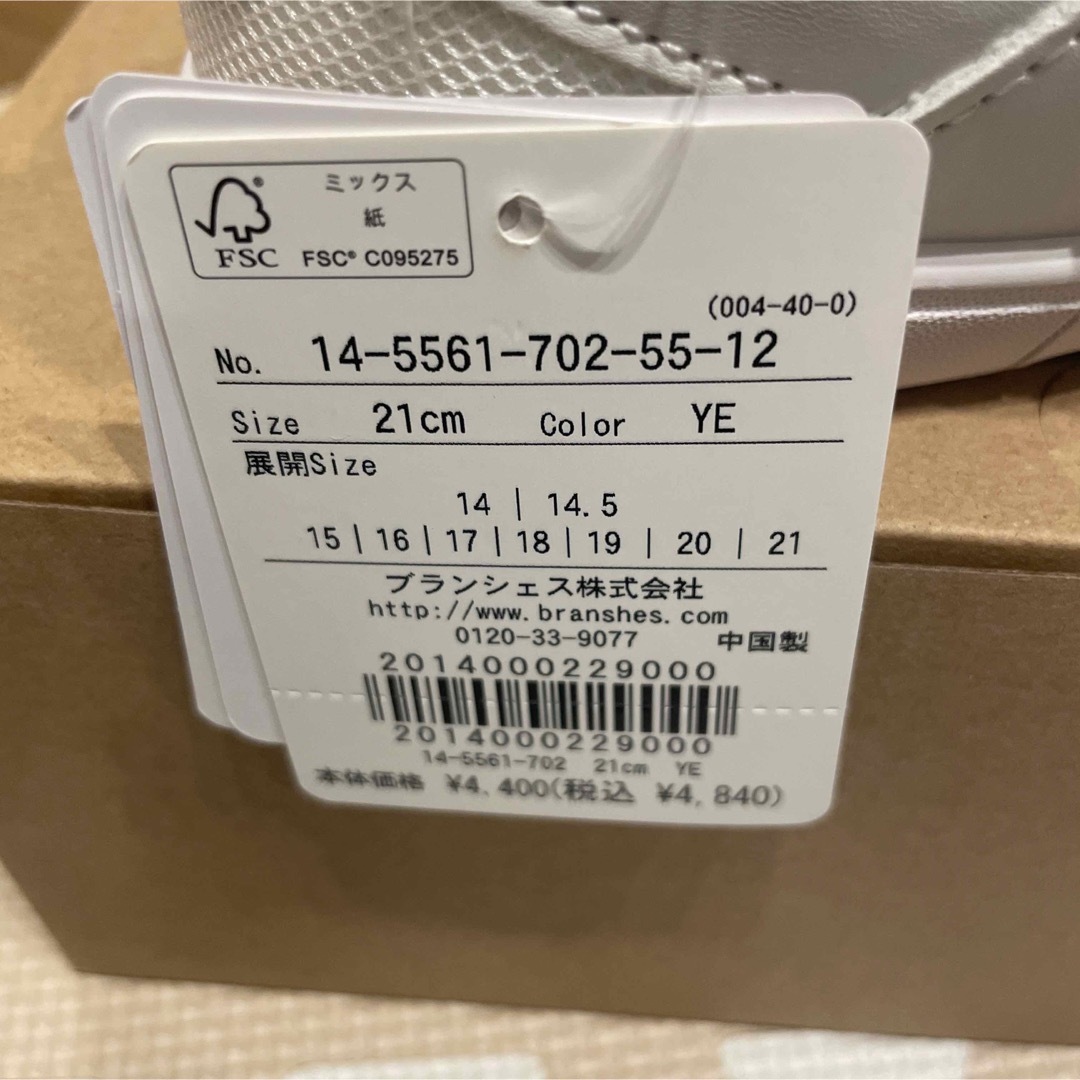 ミックス
紙
FSC® C095275
FSC
®
(004-40-0)
No. 14-5561-702-55-12
Size 21cm Color YE
展開Size
14 | 14.5
15 | 16 | 17 | 18 | 19 | 20 | 21
ブランシェス株式会社
http://www.branshes.com
0120-33-9077 中国製
2014000229000
2014000229000
14-5561-702 21cm YE
本体価格 ¥4,400(税込 ¥4,840)